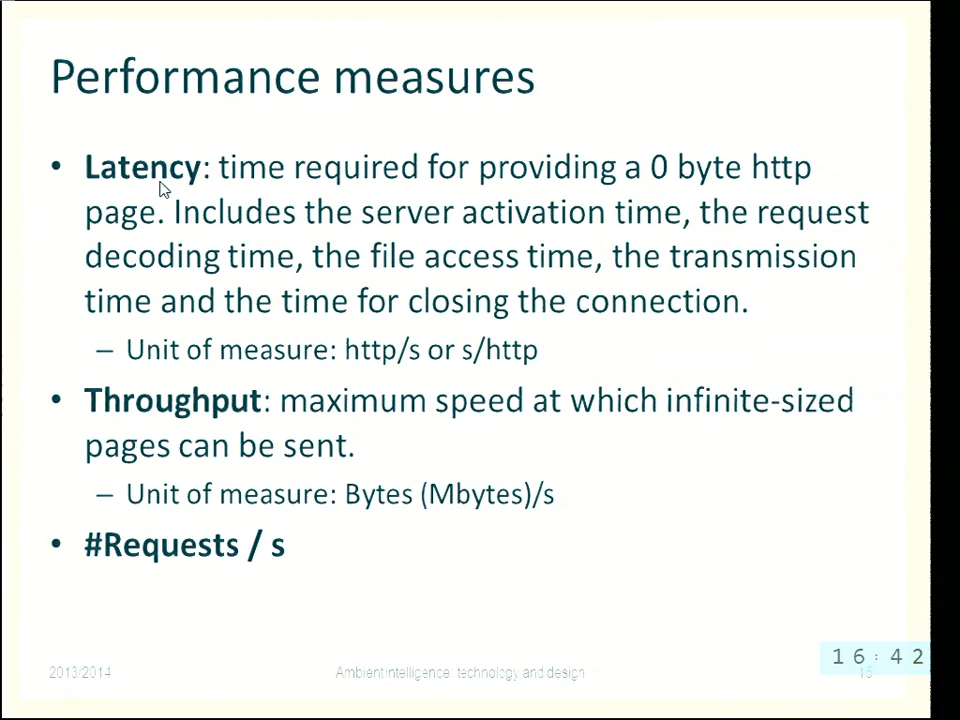 Performance measures
• Latency: time required for providing a 0 byte http
page. Includes the server activation time, the request
decoding time, the file access time, the transmission
time and the time for closing the connection.
– Unit of measure: http/s or s/http
• Throughput: maximum speed at which infinite-sized
pages can be sent.
– Unit of measure: Bytes (Mbytes)/s
• #Requests / s
16:42
2013/2014
Ambient intelligence: technology and design
15